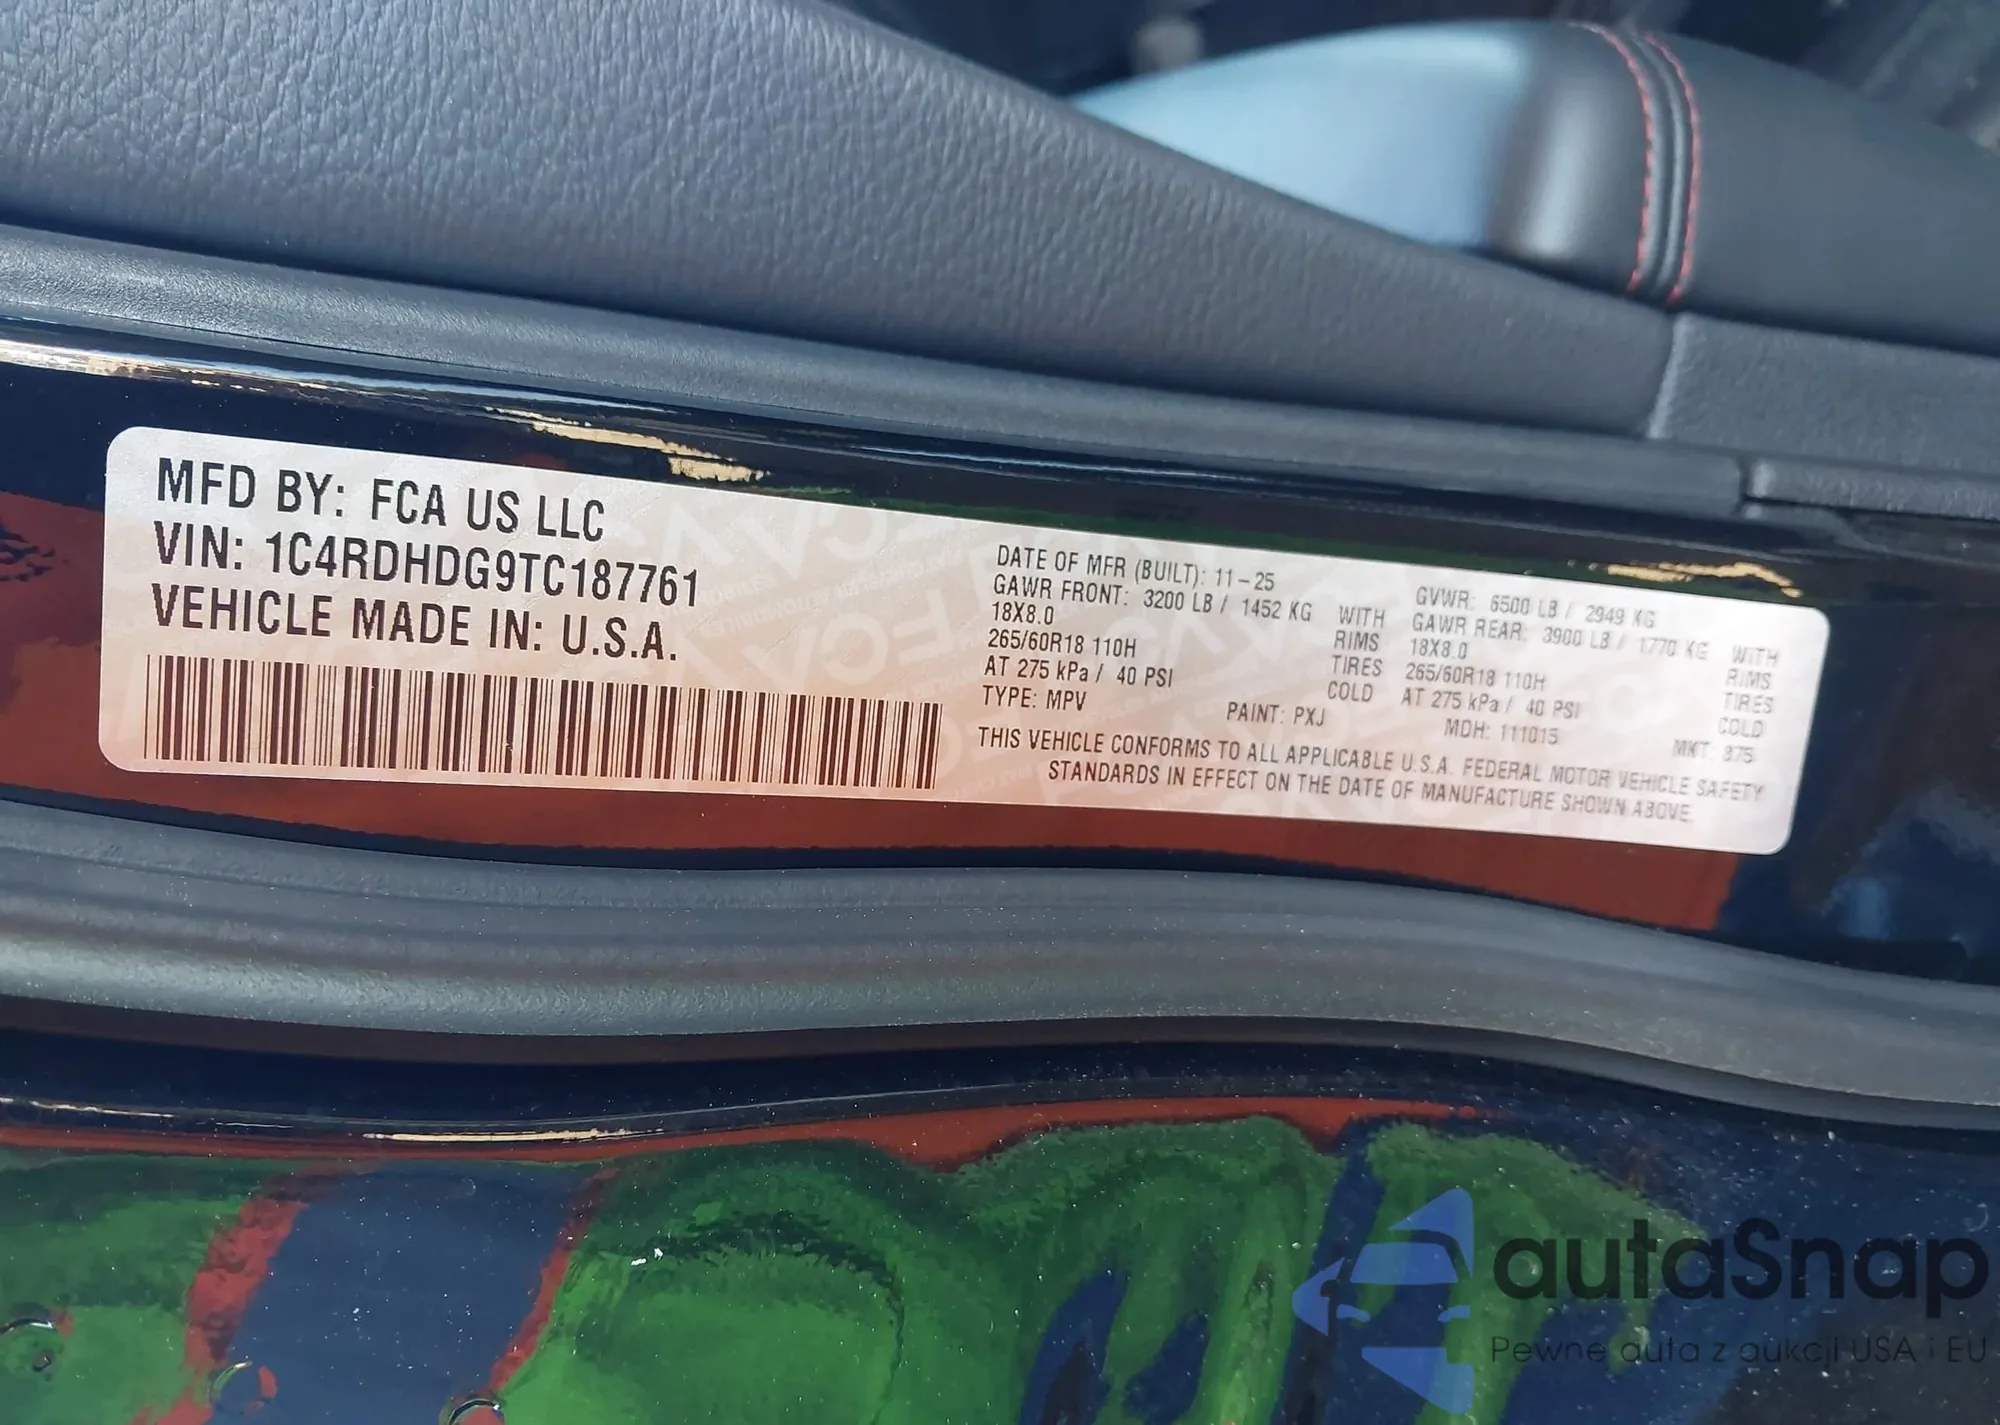 MFD BY: FCA US LLC
VIN: 1C4RDHDG9TC187761
VEHICLE MADE IN: U.S.A.
DATE OF MFR (BUILT): 11-25
GVWR: 6500 LB / 2949 KG
GAWR FRONT: 3200 LB / 1452 KG WITH
18X8.0 RIMS
265/60R18 110H TIRES
AT 275 kPa / 40 PSI COLD
GAWR REAR: 3900 LB / 1770 KG WITH
18X8.0 RIMS
265/60R18 110H TIRES
AT 275 kPa / 40 PSI COLD
TYPE: MPV PAINT: PXJ MDH: 111015 MKT: 875
THIS VEHICLE CONFORMS TO ALL APPLICABLE U.S.A. FEDERAL MOTOR VEHICLE SAFETY
STANDARDS IN EFFECT ON THE DATE OF MANUFACTURE SHOWN ABOVE.
autaSnap
Pewne auta z aukcji USA i EU